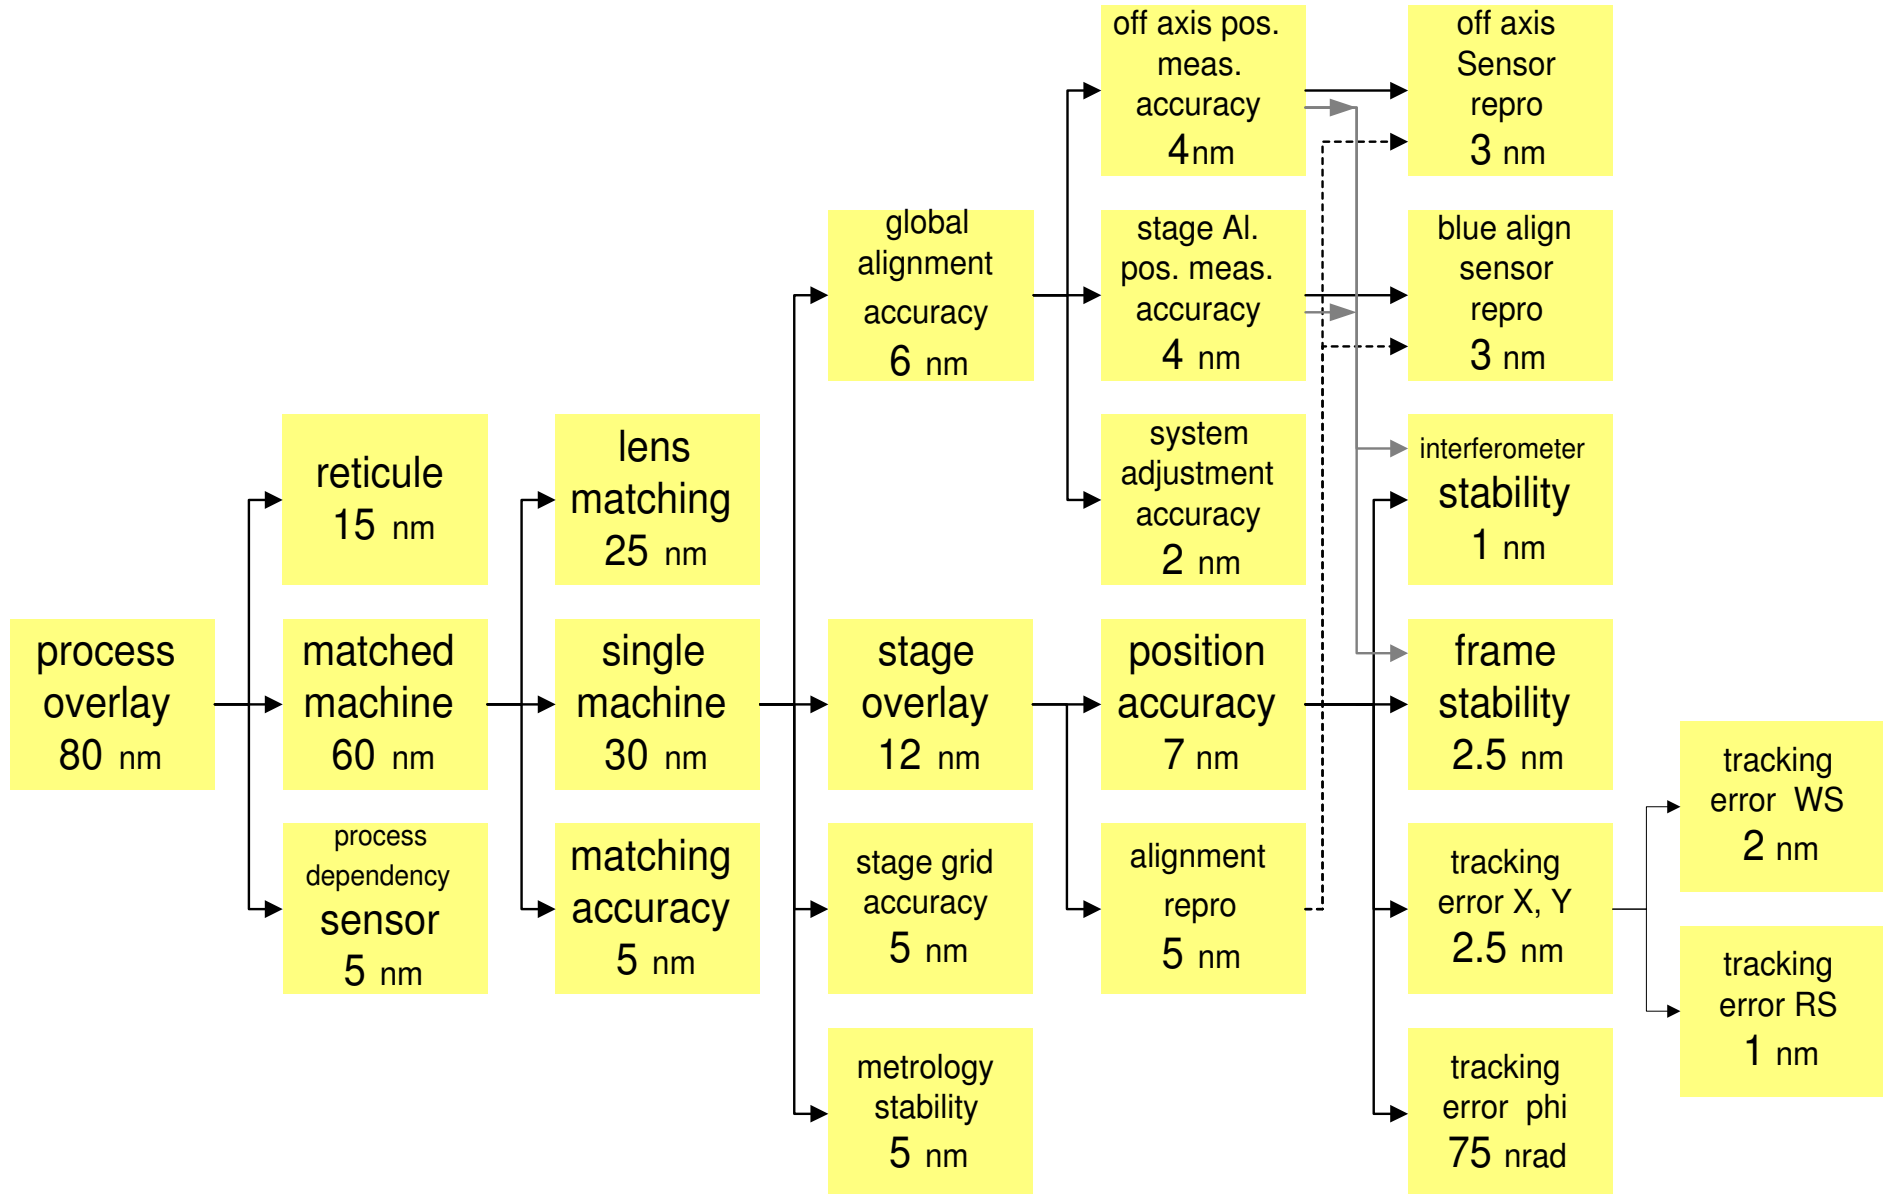 process
overlay
80 nm
reticule
15 nm
matched
machine
60 nm
process
dependency
sensor
5 nm
lens
matching
25 nm
single
machine
30 nm
matching
accuracy
5 nm
global
alignment
accuracy
6 nm
stage
overlay
12 nm
stage grid
accuracy
5 nm
metrology
stability
5 nm
off axis pos.
meas.
accuracy
4nm
stage Al.
pos. meas.
accuracy
4 nm
system
adjustment
accuracy
2 nm
position
accuracy
7 nm
alignment
repro
5 nm
off axis
Sensor
repro
3 nm
blue align
sensor
repro
3 nm
interferometer
stability
1 nm
frame
stability
2.5 nm
tracking
error X, Y
2.5 nm
tracking
error phi
75 nrad
tracking
error WS
2 nm
tracking
error RS
1 nm